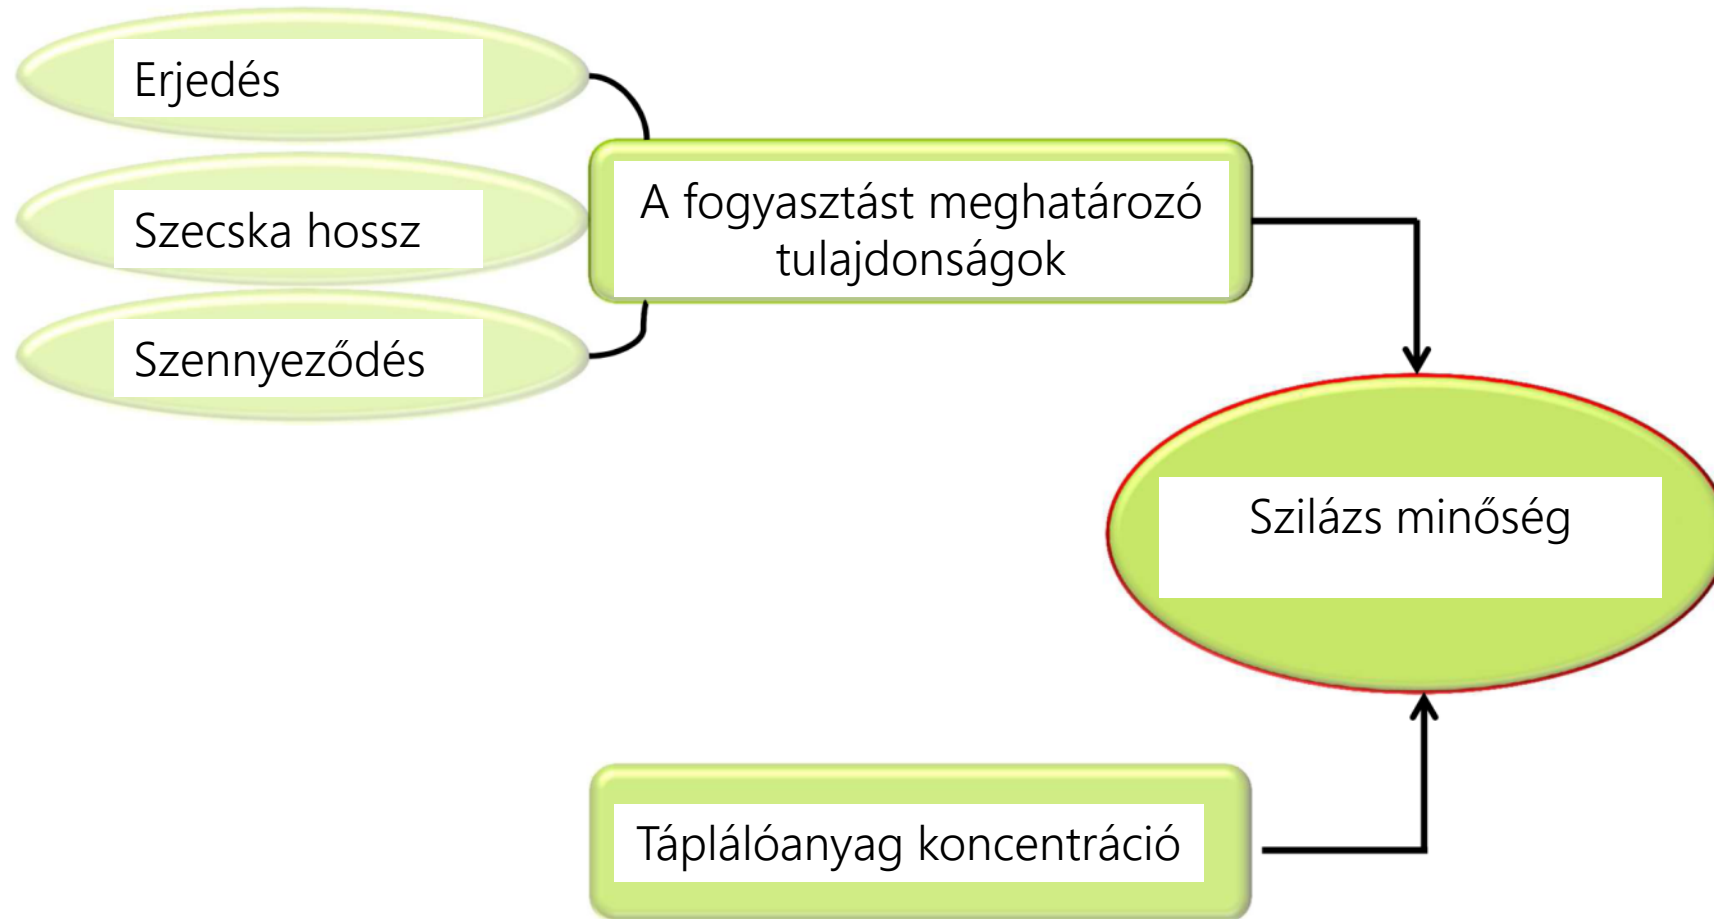 Erjedés
Szecska hossz
Szennyeződés
A fogyasztást meghatározó
tulajdonságok
Szilázs minőség
Táplálóanyag koncentráció